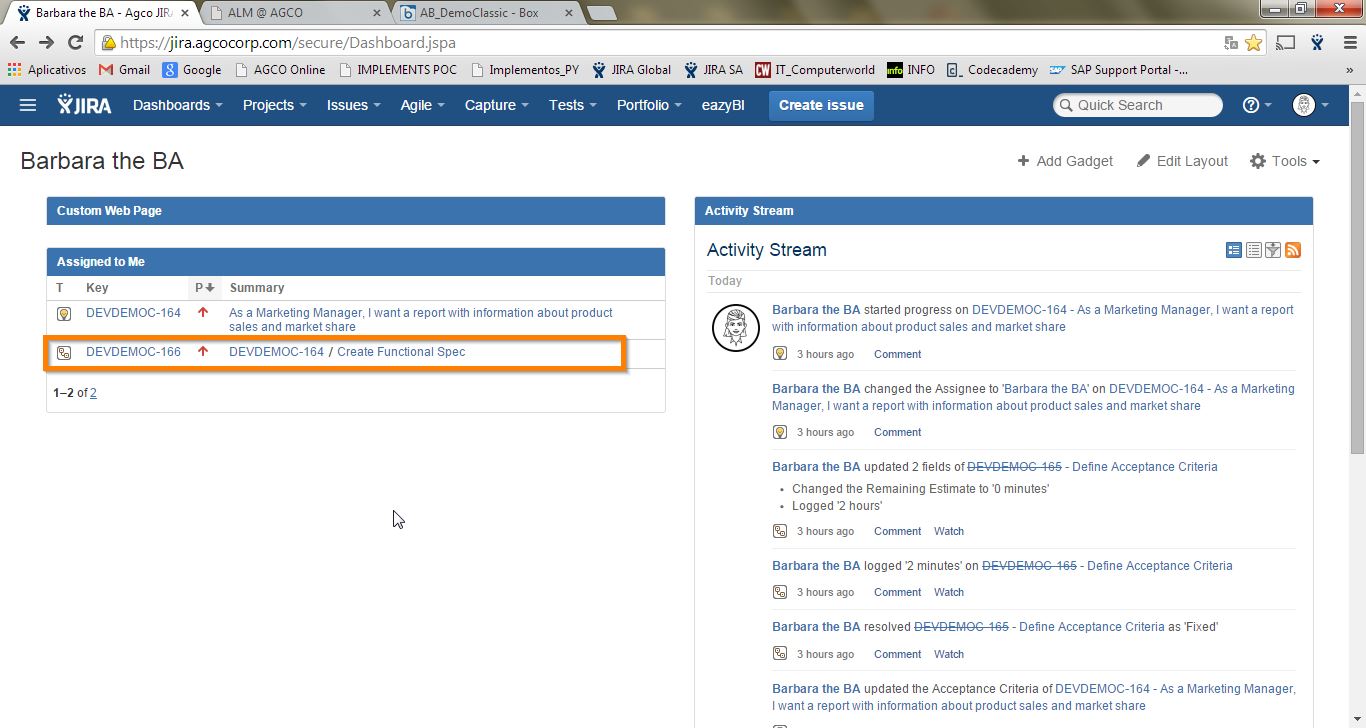 Barbara the BA - Agco JIR
ALM @ AGCO
AB_DemoClassic - Box
https://jira.agcocorp.com/secure/Dashboard.jspa
Aplicativos
Gmail
Google
AGCO Online
IMPLEMENTS POC
Implementos_PY
JIRA Global
JIRA SA
CW IT_Computerworld
info INFO
Codecademy
SAP Support Portal -...
»
JIRA
Dashboards
Projects
Issues
Agile
Capture
Tests
Portfolio
eazyBI
Create issue
Quick Search
Barbara the BA
Add Gadget
Edit Layout
Tools
Custom Web Page
Assigned to Me
T Key P Summary
DEVDEMOC-164 As a Marketing Manager, I want a report with information about product
sales and market share
DEVDEMOC-166 DEVDEMOC-164 / Create Functional Spec
1–2 of 2
Activity Stream
Activity Stream
Today
Barbara the BA started progress on DEVDEMOC-164 - As a Marketing Manager, I want a report
with information about product sales and market share
3 hours ago Comment
Barbara the BA changed the Assignee to 'Barbara the BA' on DEVDEMOC-164 - As a Marketing
Manager, I want a report with information about product sales and market share
3 hours ago Comment
Barbara the BA updated 2 fields of DEVDEMOC-165 - Define Acceptance Criteria
• Changed the Remaining Estimate to '0 minutes'
• Logged '2 hours'
3 hours ago Comment Watch
Barbara the BA logged '2 minutes' on DEVDEMOC-165 - Define Acceptance Criteria
3 hours ago Comment Watch
Barbara the BA resolved DEVDEMOC-165 - Define Acceptance Criteria as 'Fixed'
3 hours ago Comment Watch
Barbara the BA updated the Acceptance Criteria of DEVDEMOC-164 - As a Marketing Manager,
I want a report with information about product sales and market share